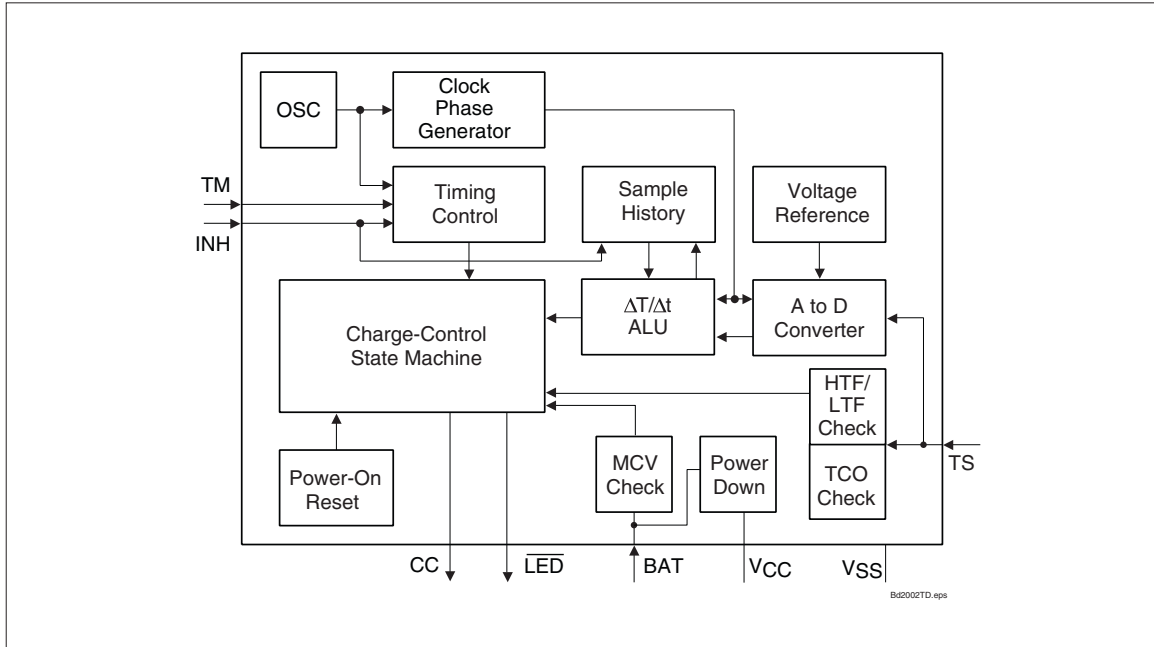 OSC
Clock
Phase
Generator
TM
INH
Timing
Control
Sample
History
Voltage
Reference
Charge-Control
State Machine
ΔT/Δt
ALU
A to D
Converter
HTF/
LTF
Check
TCO
Check
TS
Power-On
Reset
MCV
Check
Power
Down
CC
LED
BAT
VCC
VSS
Bd2002TD.eps